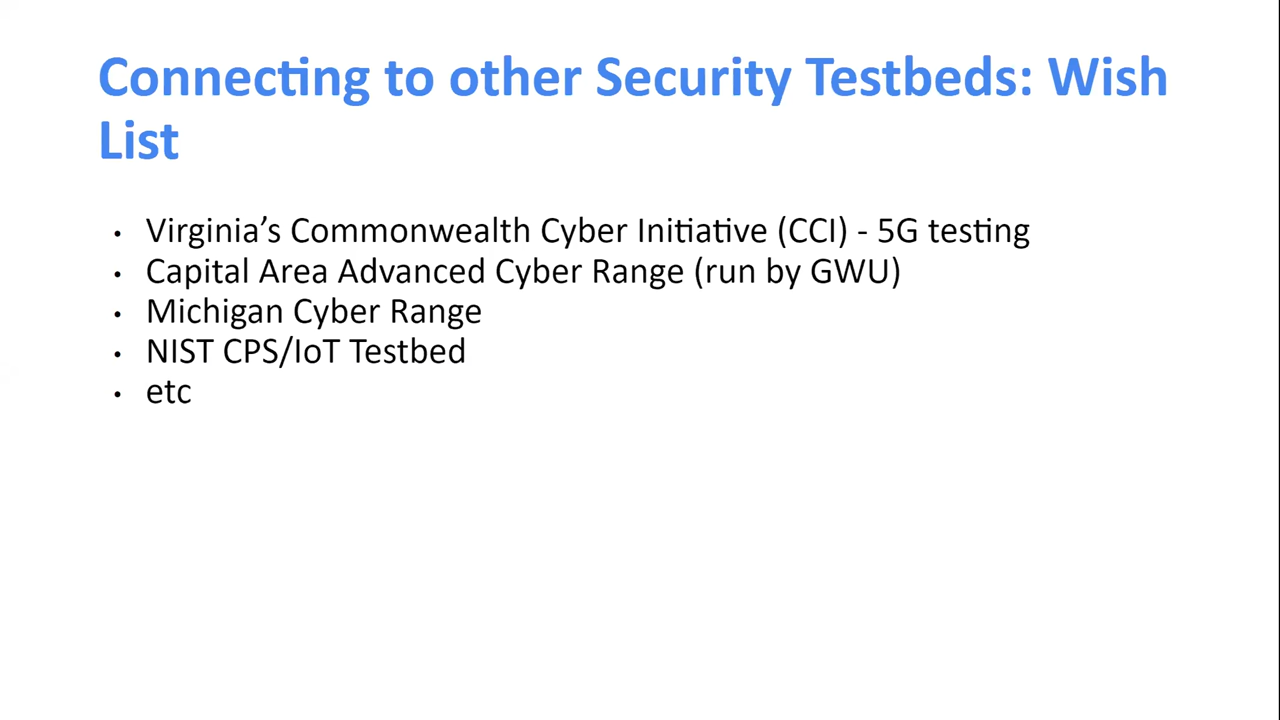 Connecting to other Security Testbeds: Wish
List
• Virginia’s Commonwealth Cyber Initiative (CCI) - 5G testing
• Capital Area Advanced Cyber Range (run by GWU)
• Michigan Cyber Range
• NIST CPS/IoT Testbed
• etc